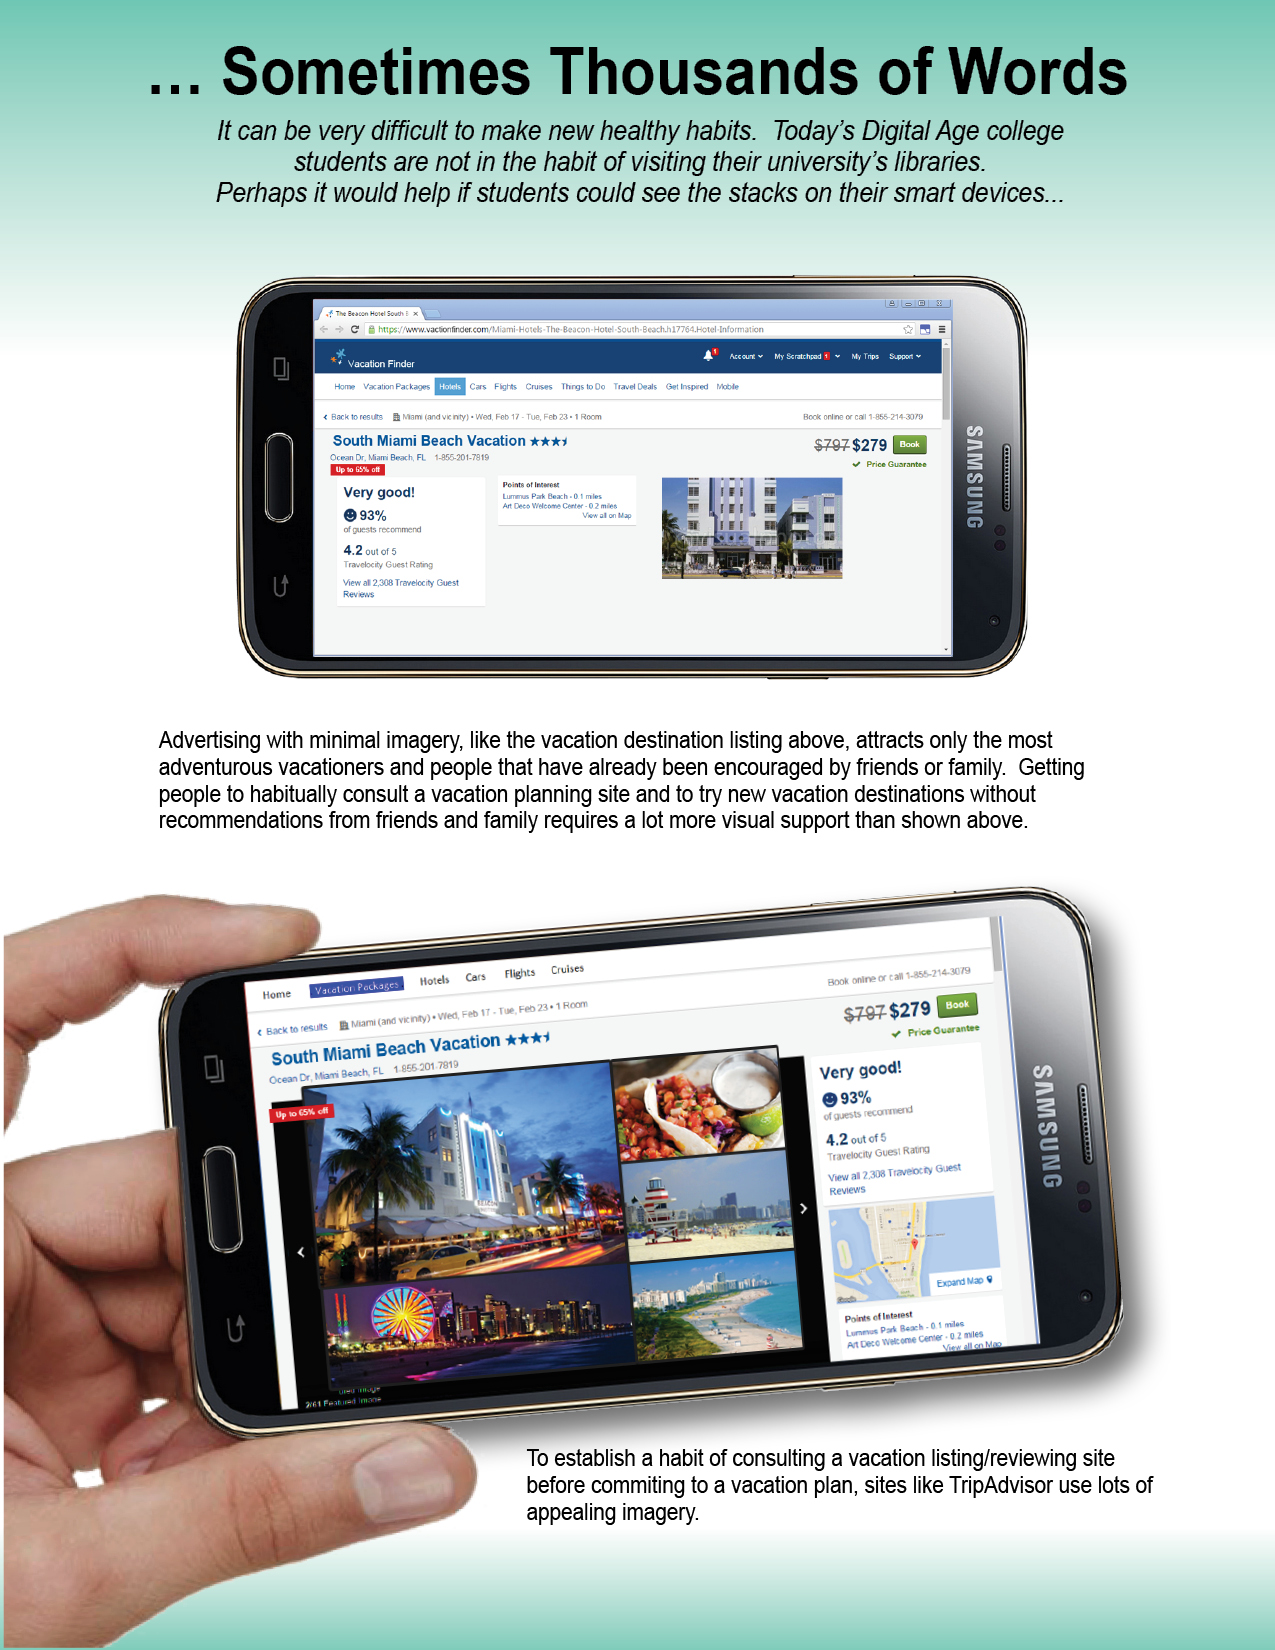 ... Sometimes Thousands of Words
It can be very difficult to make new healthy habits.  Today's Digital Age college
students are not in the habit of visiting their university's libraries.
Perhaps it would help if students could see the stacks on their smart devices...
The Beacon Hotel South B
https://www.vactionfinder.com/Miami-Hotels-The-Beacon-Hotel-South-Beach.h17764.Hotel-Information
Vacation Finder
1 Account My Scratchpad 1 My Trips Support
Home Vacation Packages Hotels Cars Flights Cruises Things to Do Travel Deals Get Inspired Mobile
Back to results Miami (and vicinity) • Wed, Feb 17 - Tue, Feb 23 • 1 Room Book online or call 1-855-214-3079
South Miami Beach Vacation
$797 $279 Book
Ocean Dr, Miami Beach, FL 1-855-201-7819
Price Guarantee
Up to 65% off
Very good!
93%
of guests recommend
4.2 out of 5
Travelocity Guest Rating
View all 2,308 Travelocity Guest
Reviews
Points of Interest
Lummus Park Beach - 0.1 miles
Art Deco Welcome Center - 0.2 miles
View all on Map
SAMSUNG
Advertising with minimal imagery, like the vacation destination listing above, attracts only the most
adventurous vacationers and people that have already been encouraged by friends or family.  Getting
people to habitually consult a vacation planning site and to try new vacation destinations without
recommendations from friends and family requires a lot more visual support than shown above.
Home Vacation Packages Hotels Cars Flights Cruises
Back to results Miami (and vicinity) • Wed, Feb 17 - Tue, Feb 23 • 1 Room Book online or call 1-855-214-3079
South Miami Beach Vacation
$797 $279 Book
Ocean Dr, Miami Beach, FL 1-855-201-7819
Price Guarantee
Up to 65% off
Very good!
93%
of guests recommend
4.2 out of 5
Travelocity Guest Rating
View all 2,308 Travelocity Guest
Reviews
Google
Expand Map
Points of Interest
Lummus Park Beach - 0.1 miles
Art Deco Welcome Center - 0.2 miles
View all on Map
Image
2/61 Featured Image
SAMSUNG
To establish a habit of consulting a vacation listing/reviewing site
before commiting to a vacation plan, sites like TripAdvisor use lots of
appealing imagery.